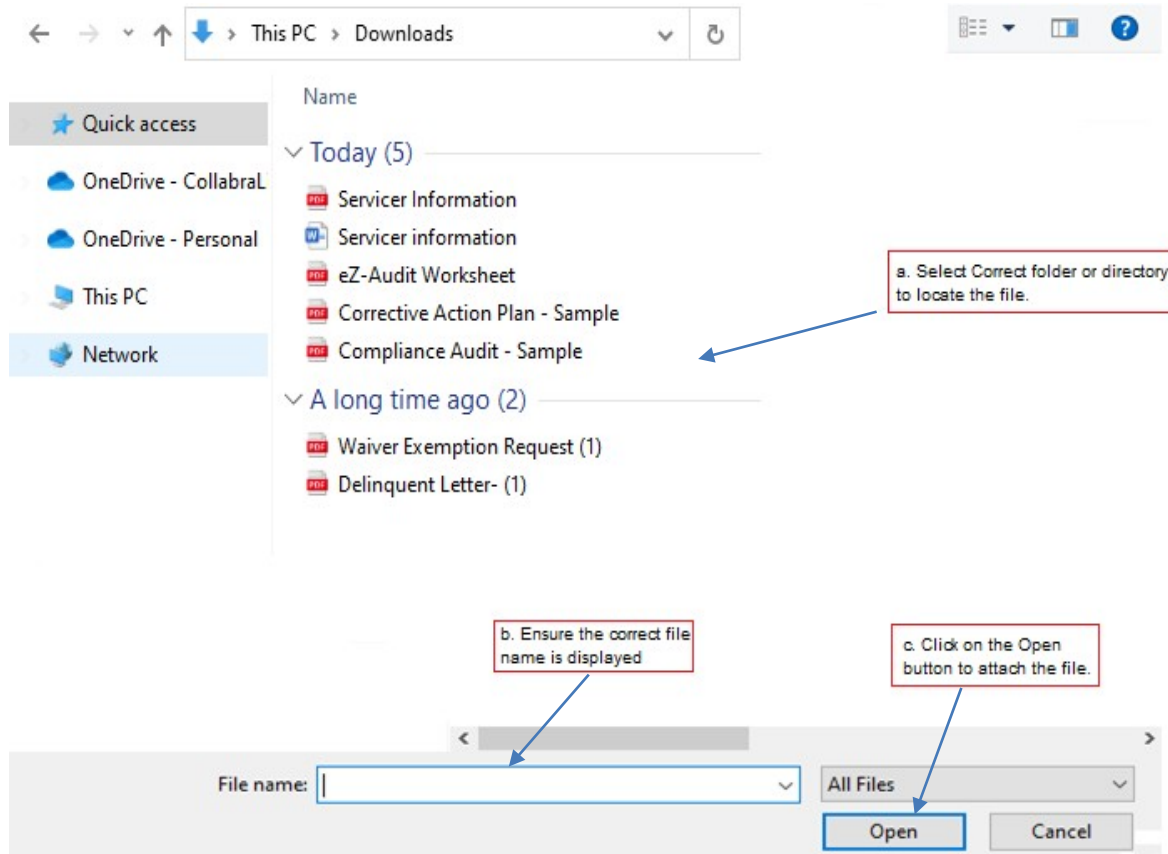 This PC > Downloads
Name
Quick access
Today (5)
OneDrive - CollabraL
Servicer Information
Servicer information
OneDrive - Personal
eZ-Audit Worksheet
a. Select Correct folder or directory
to locate the file.
This PC
Corrective Action Plan - Sample
Compliance Audit - Sample
Network
A long time ago (2)
Waiver Exemption Request (1)
Delinquent Letter- (1)
b. Ensure the correct file
name is displayed
c. Click on the Open
button to attach the file.
File name:
All Files
Open
Cancel